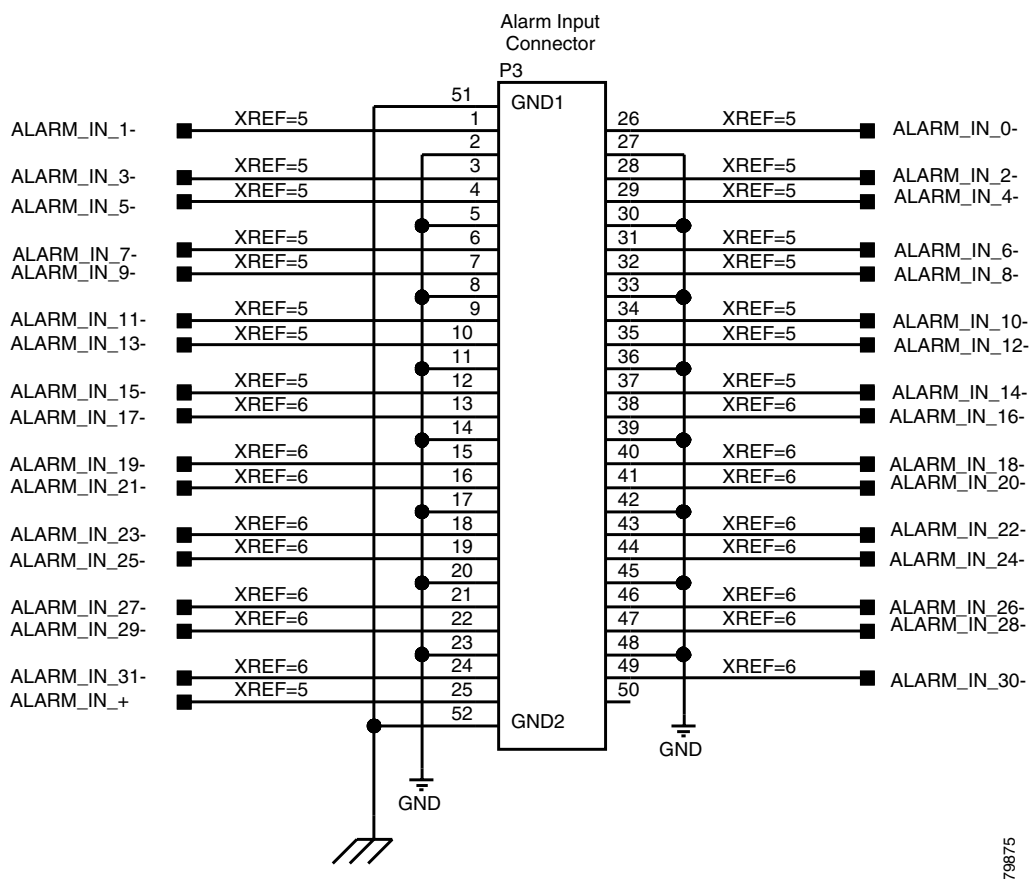 Alarm Input
Connector
P3
51 GND1
ALARM_IN_1- XREF=5 1 26 XREF=5 ALARM_IN_0-
2 27
ALARM_IN_3- XREF=5 3 28 XREF=5 ALARM_IN_2-
ALARM_IN_5- XREF=5 4 29 XREF=5 ALARM_IN_4-
5 30
ALARM_IN_7- XREF=5 6 31 XREF=5 ALARM_IN_6-
ALARM_IN_9- XREF=5 7 32 XREF=5 ALARM_IN_8-
8 33
ALARM_IN_11- XREF=5 9 34 XREF=5 ALARM_IN_10-
ALARM_IN_13- XREF=5 10 35 XREF=5 ALARM_IN_12-
11 36
ALARM_IN_15- XREF=5 12 37 XREF=5 ALARM_IN_14-
ALARM_IN_17- XREF=6 13 38 XREF=6 ALARM_IN_16-
14 39
ALARM_IN_19- XREF=6 15 40 XREF=6 ALARM_IN_18-
ALARM_IN_21- XREF=6 16 41 XREF=6 ALARM_IN_20-
17 42
ALARM_IN_23- XREF=6 18 43 XREF=6 ALARM_IN_22-
ALARM_IN_25- XREF=6 19 44 XREF=6 ALARM_IN_24-
20 45
ALARM_IN_27- XREF=6 21 46 XREF=6 ALARM_IN_26-
ALARM_IN_29- XREF=6 22 47 XREF=6 ALARM_IN_28-
23 48
ALARM_IN_31- XREF=6 24 49 XREF=6 ALARM_IN_30-
ALARM_IN_+ XREF=5 25 50
52 GND2
GND
GND
79875